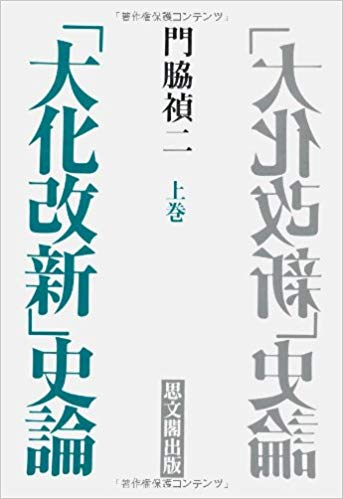 「著作権保護コンテンツ」
「大化改新」史論
門脇禎二
上巻
「大化改新」史論
思文閣出版
「著作権保護コンテンツ」